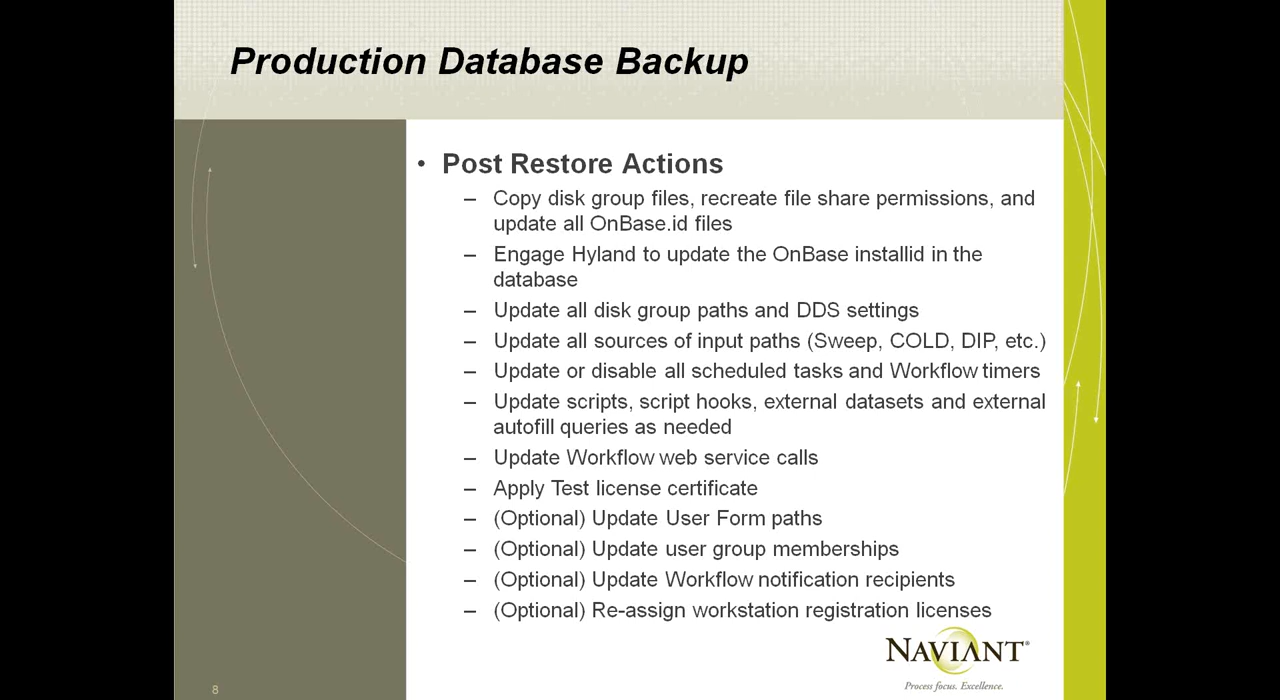 Production Database Backup
• Post Restore Actions
– Copy disk group files, recreate file share permissions, and
update all OnBase.id files
– Engage Hyland to update the OnBase installid in the
database
– Update all disk group paths and DDS settings
– Update all sources of input paths (Sweep, COLD, DIP, etc.)
– Update or disable all scheduled tasks and Workflow timers
– Update scripts, script hooks, external datasets and external
autofill queries as needed
– Update Workflow web service calls
– Apply Test license certificate
– (Optional) Update User Form paths
– (Optional) Update user group memberships
– (Optional) Update Workflow notification recipients
– (Optional) Re-assign workstation registration licenses
NAVIANT®
Process focus. Excellence.
8